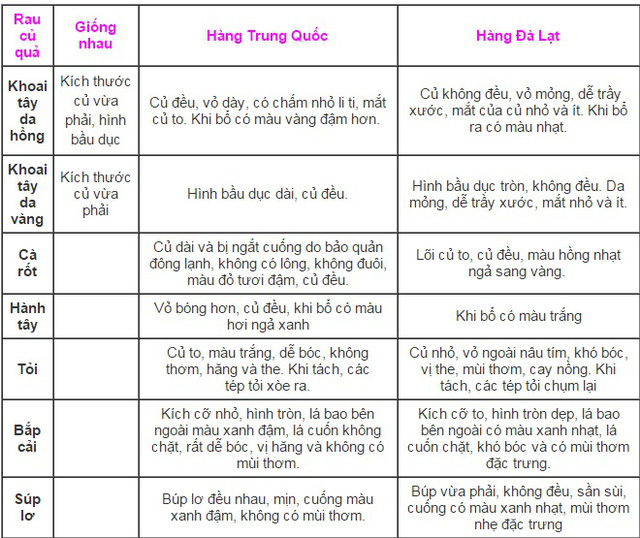 Rau
củ
quả
Giống
nhau
Hàng Trung Quốc
Hàng Đà Lạt
Khoai
tây
da
hồng
Kích thước
củ vừa
phải, hình
bầu dục
Củ đều, vỏ dày, có chấm nhỏ li ti, mắt
củ to. Khi bổ có màu vàng đậm hơn.
Củ không đều, vỏ mỏng, dễ trầy
xước, mắt của củ nhỏ và ít. Khi bổ
ra có màu nhạt.
Khoai
tây
da
vàng
Kích thước
củ vừa
phải
Hình bầu dục dài, củ đều.
Hình bầu dục tròn, không đều. Da
mỏng, dễ trầy xước, mắt nhỏ và ít.
Cà
rốt
Củ dài và bị ngắt cuống do bảo quản
đông lạnh, không có lông, không đuôi,
màu đỏ tươi đậm, củ đều.
Lõi củ to, củ đều, màu hồng nhạt
ngả sang vàng.
Hành
tây
Vỏ bóng hơn, củ đều, khi bổ có màu
hơi ngả xanh
Khi bổ có màu trắng
Tỏi
Củ to, màu trắng, dễ bóc, không
thơm, hăng và the. Khi tách, các
tép tỏi xòe ra.
Củ nhỏ, vỏ ngoài nâu tím, khó bóc,
vị the, mùi thơm, cay nồng. Khi
tách, các tép tỏi chụm lại
Bắp
cải
Kích cỡ nhỏ, hình tròn, lá bao bên
ngoài màu xanh đậm, lá cuốn không
chặt, rất dễ bóc, vị hăng và không có
mùi thơm.
Kích cỡ to, hình tròn dẹp, lá bao
bên ngoài có màu xanh nhạt, lá
cuốn chặt, khó bóc và có mùi thơm
đặc trưng.
Súp
lơ
Búp lơ đều nhau, mịn, cuống màu
xanh đậm, không có mùi thơm.
Búp vừa phải, không đều, sần sùi,
cuống có màu xanh nhạt, mùi thơm
nhẹ đặc trưng